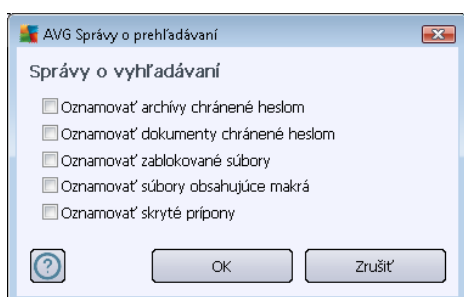 AVG Správy o prehľadávaní
Správy o vyhľadávaní
Oznamovať archívy chránené heslom
Oznamovať dokumenty chránené heslom
Oznamovať zablokované súbory
Oznamovať súbory obsahujúce makrá
Oznamovať skryté prípony
? OK Zrušiť